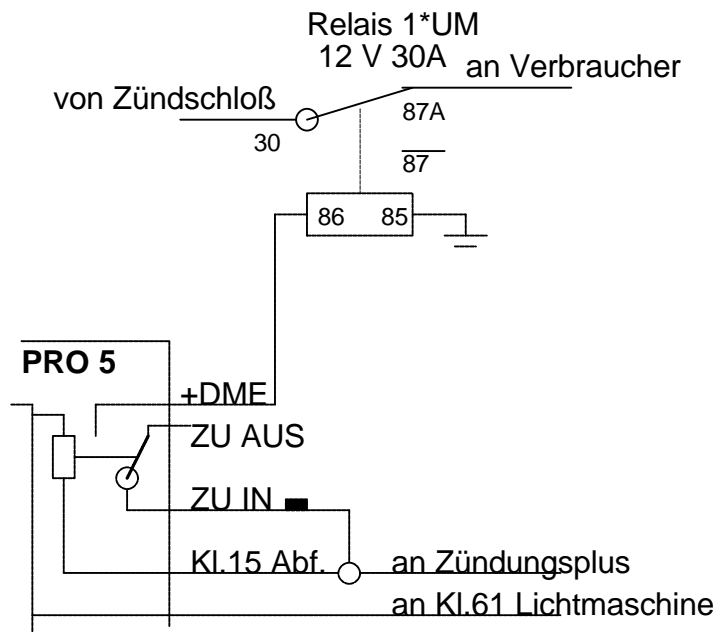 Relais 1*UM
12 V 30A
an Verbraucher
von Zündschloß
87A
30
87
86 85
PRO 5
+DME
ZU AUS
ZU IN
Kl.15 Abf.
an Zündungsplus
an Kl.61 Lichtmaschine